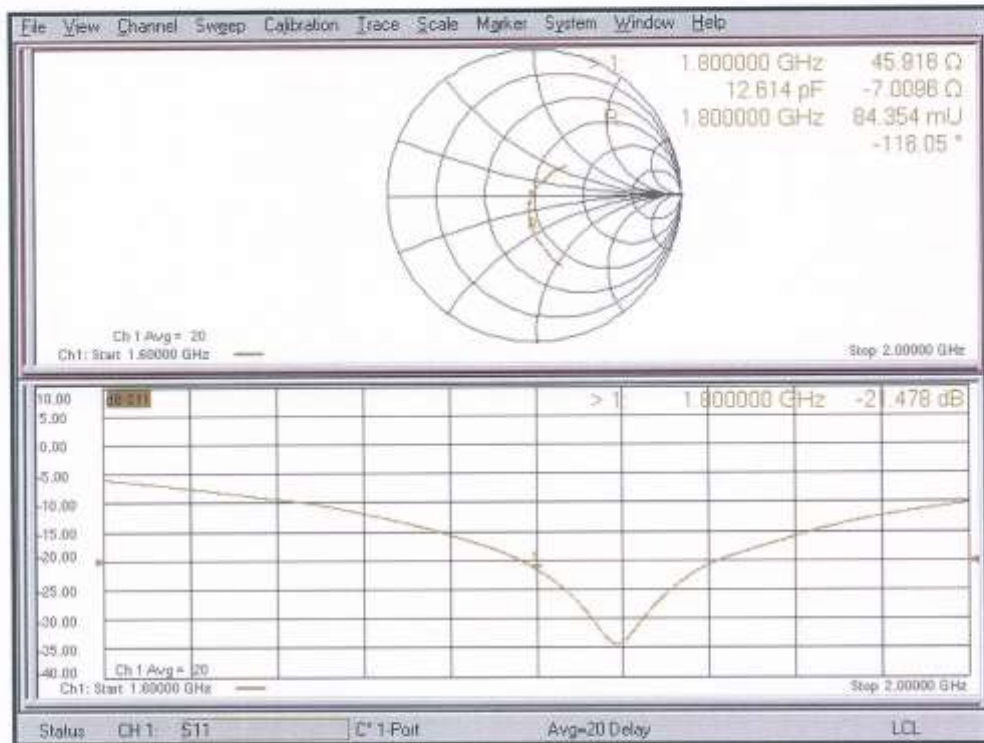 File View Channel Sweep Calibration Trace Scale Marker System Window Help
> 1: 1.800000 GHz 45.918 Ω
12.614 pF -7.0096 Ω
1.800000 GHz 84.354 mU
-118.05 °
Ch 1 Avg = 20
Ch1: Start 1.60000 GHz
Stop 2.00000 GHz
10.00
dB S11
> 1: 1.800000 GHz -21.478 dB
5.00
0.00
-5.00
-10.00
-15.00
-20.00
1
-25.00
-30.00
-35.00
-40.00
Ch 1 Avg = 20
Ch1: Start 1.60000 GHz
Stop 2.00000 GHz
Status CH 1: S11 C* 1-Port Avg=20 Delay LCL